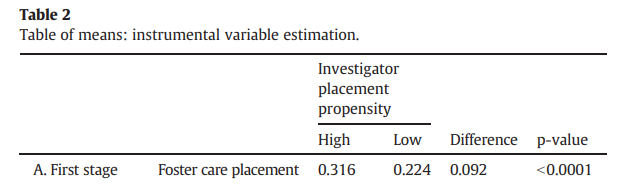 Table 2
Table of means: instrumental variable estimation.
Investigator
placement
propensity
High Low Difference p-value
A. First stage Foster care placement 0.316 0.224 0.092 <0.0001